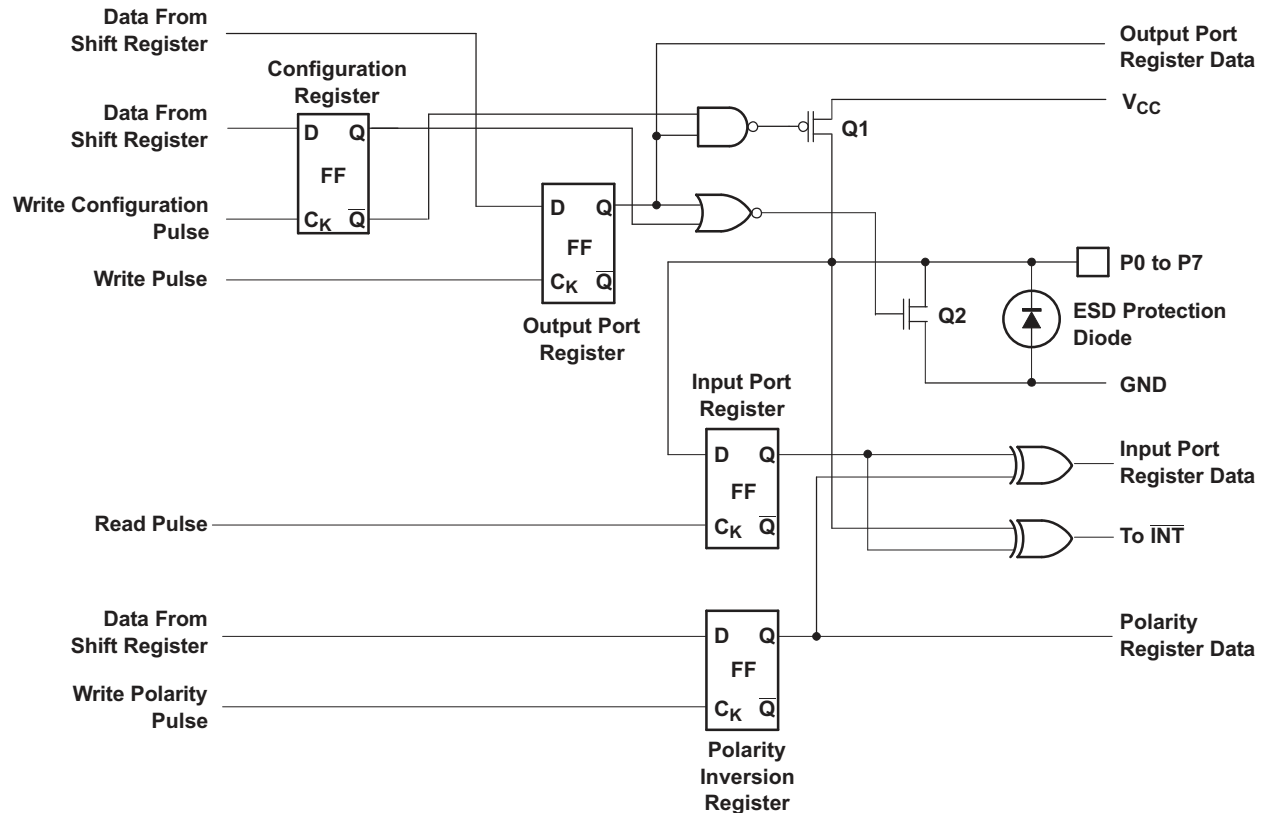 Data From
Shift Register
Output Port
Register Data
Configuration
Register
V_CC
Data From
Shift Register
D Q
Q1
FF
Write Configuration
Pulse
C_K Q̅
D Q
FF
P0 to P7
Write Pulse
C_K Q̅
Q2
ESD Protection
Diode
Output Port
Register
Input Port
Register
GND
D Q
Input Port
Register Data
FF
Read Pulse
C_K Q̅
To I̅N̅T̅
Data From
Shift Register
D Q
Polarity
Register Data
FF
Write Polarity
Pulse
C_K Q̅
Polarity
Inversion
Register